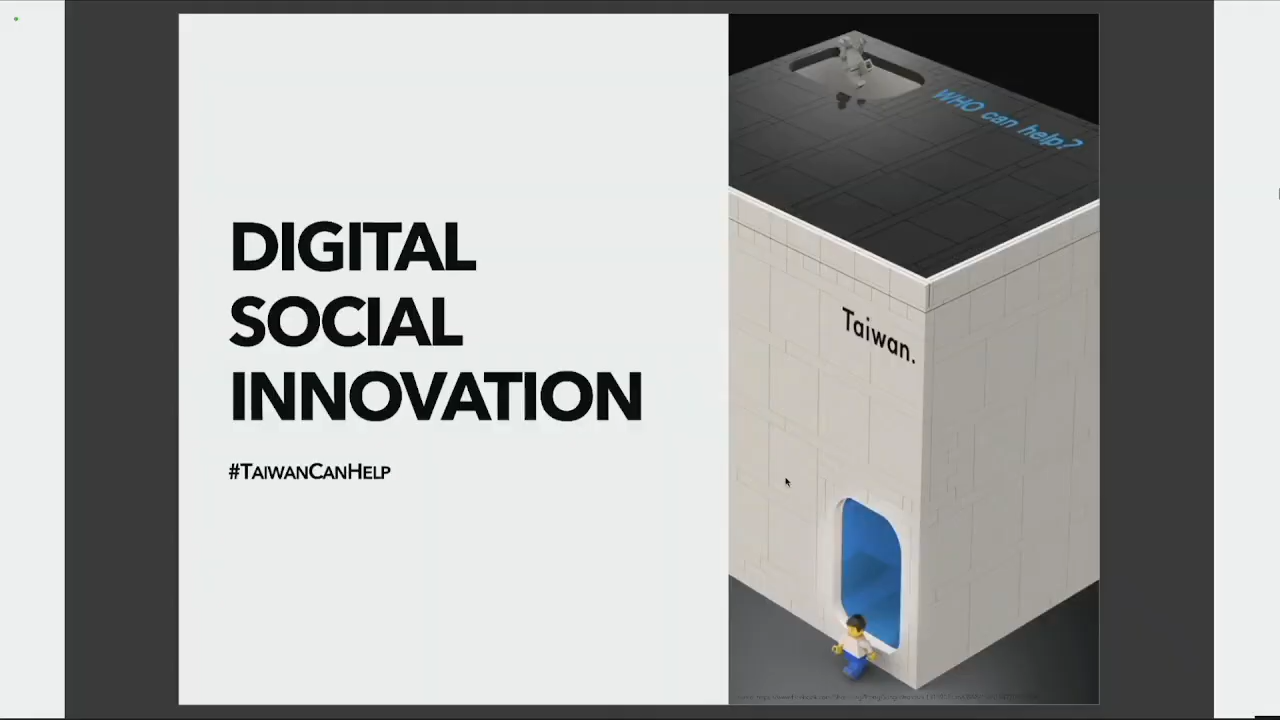 DIGITAL
SOCIAL
INNOVATION
#TAIWANCANHELP
WHO can help?
Taiwan.